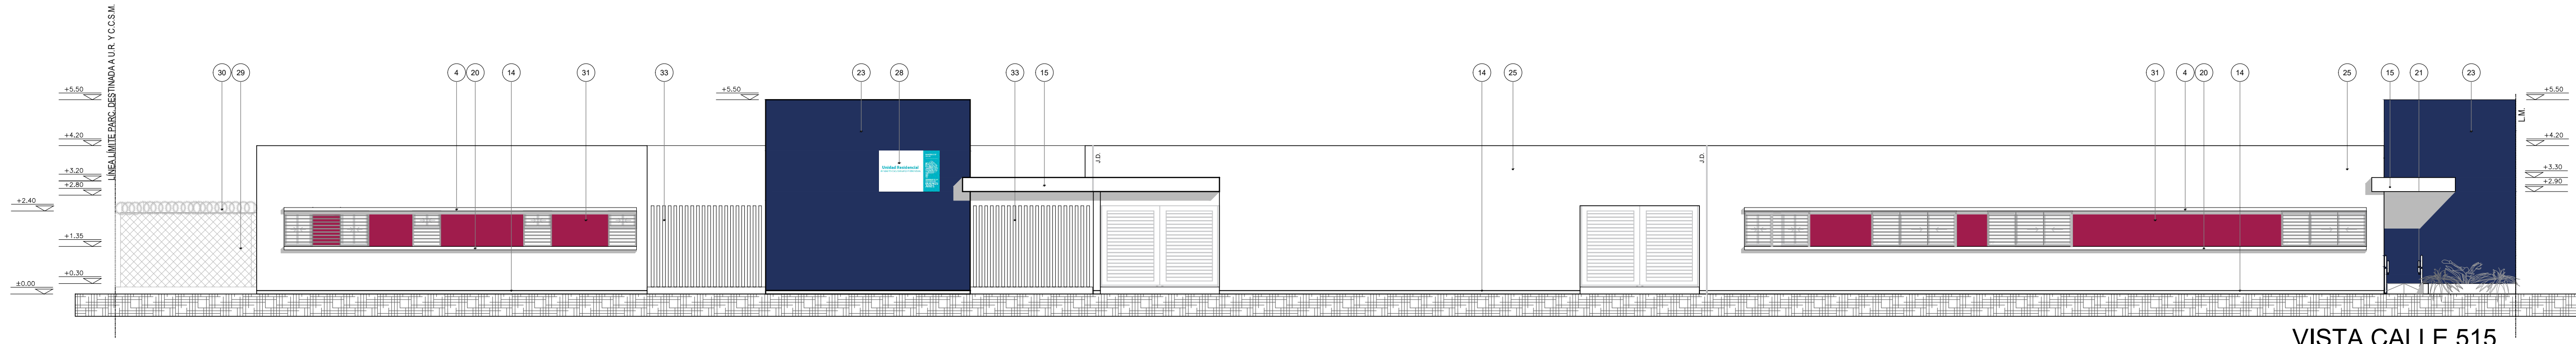 LÍNEA LÍMITE PARC. DESTINADA A U.R. Y C.C.S.M.
30 29 4 20 14 31 33 23 28 33 15 14 25 31 4 20 14 25 15 21 23
+5.50
+4.20
+3.20
+2.80
+2.40
+1.35
+0.30
±0.00
+5.50
Unidad Residencial
J.D.
J.D.
L.M.
+5.50
+4.20
+3.30
+2.90
VISTA CALLE 515